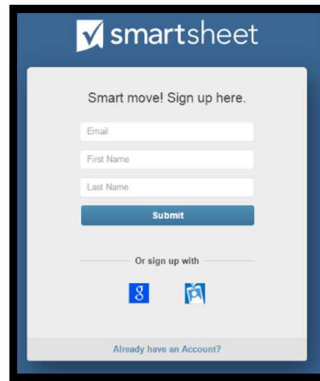 smartsheet
Smart move! Sign up here.
Email
First Name
Last Name
Submit
Or sign up with
8
Already have an Account?